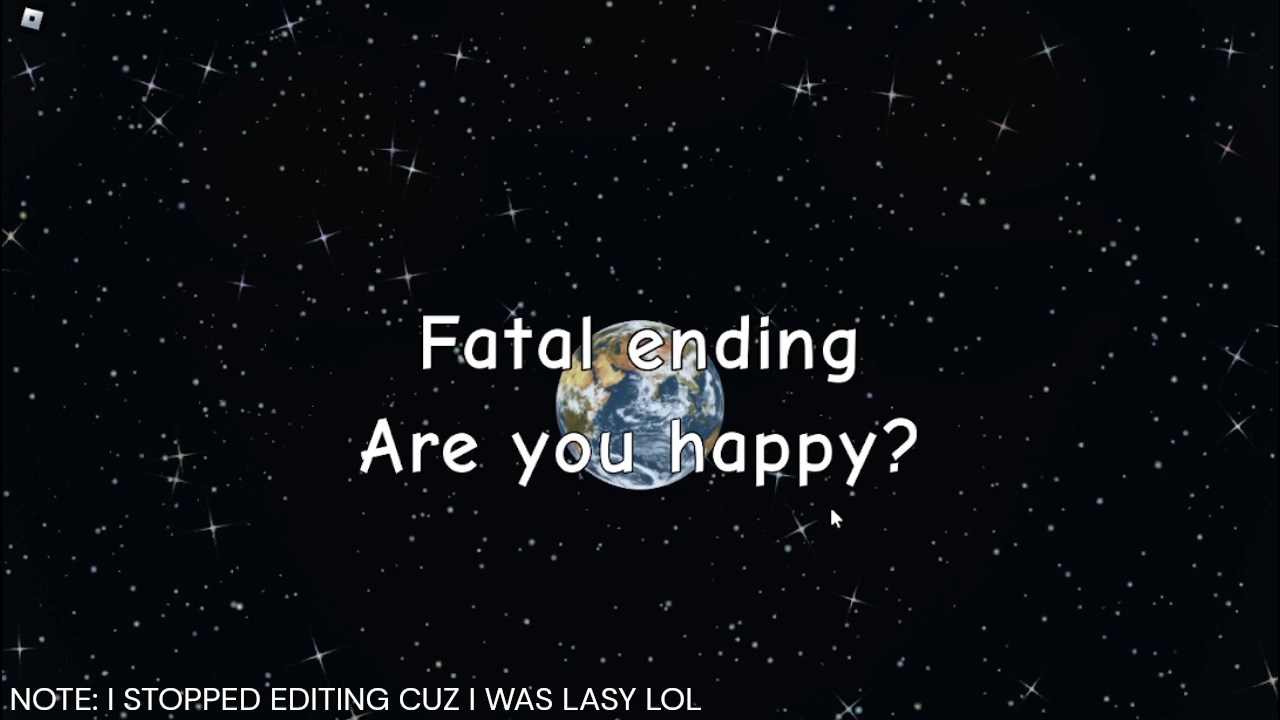 Fatal ending
Are you happy?
NOTE: I STOPPED EDITING CUZ I WAS LASY LOL